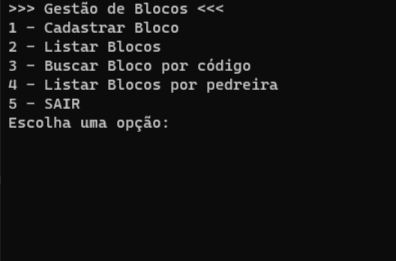 >>> Gestão de Blocos <<<
1 - Cadastrar Bloco
2 - Listar Blocos
3 - Buscar Bloco por código
4 - Listar Blocos por pedreira
5 - SAIR
Escolha uma opção: